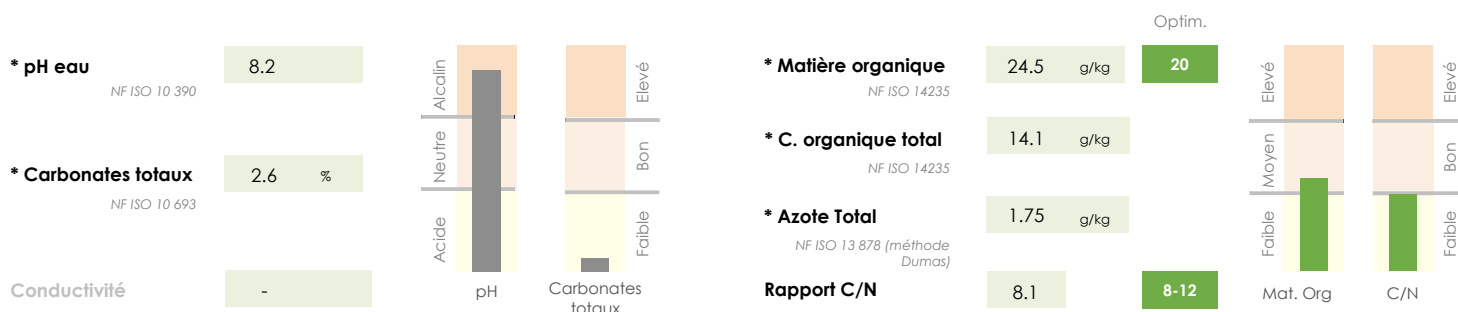 Optim.
* pH eau 8.2
NF ISO 10 390
* Carbonates totaux 2.6 %
NF ISO 10 693
Conductivité -
Alcalin
Neutre
Acide
Elevé
Bon
Faible
pH
Carbonates
totaux
* Matière organique 24.5 g/kg 20
NF ISO 14235
* C. organique total 14.1 g/kg
NF ISO 14235
* Azote Total 1.75 g/kg
NF ISO 13 878 (méthode
Dumas)
Rapport C/N 8.1 8-12
Elevé
Moyen
Faible
Elevé
Bon
Faible
Mat. Org
C/N